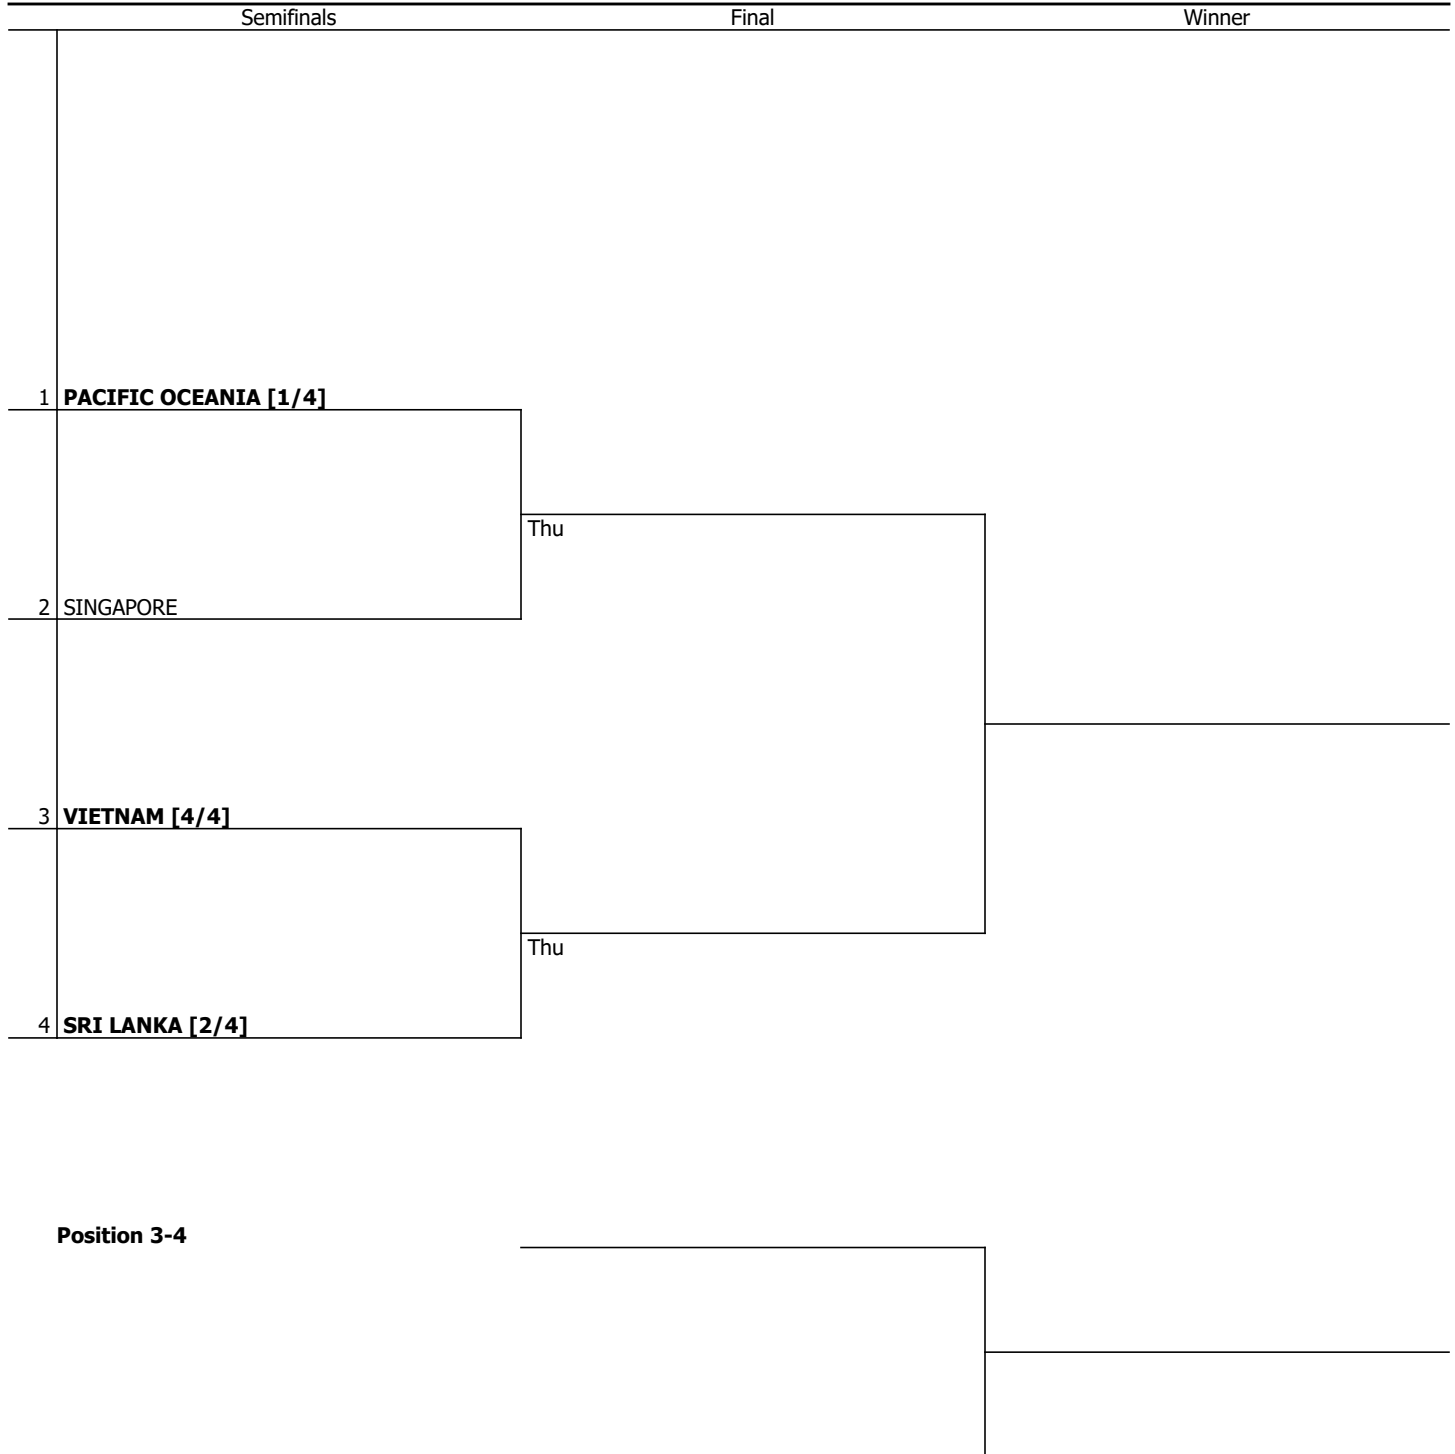 Semifinals Final Winner
1 PACIFIC OCEANIA [1/4]
Thu
2 SINGAPORE
3 VIETNAM [4/4]
Thu
4 SRI LANKA [2/4]
Position 3-4